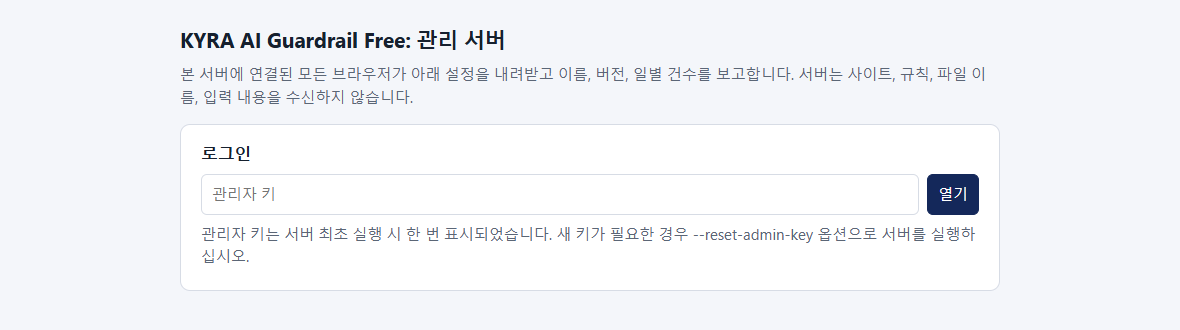 KYRA AI Guardrail Free: 관리 서버
본 서버에 연결된 모든 브라우저가 아래 설정을 내려받고 이름, 버전, 일별 건수를 보고합니다. 서버는 사이트, 규칙, 파일 이
름, 입력 내용을 수신하지 않습니다.
로그인
관리자 키
열기
관리자 키는 서버 최초 실행 시 한 번 표시되었습니다. 새 키가 필요한 경우 --reset-admin-key 옵션으로 서버를 실행하
십시오.